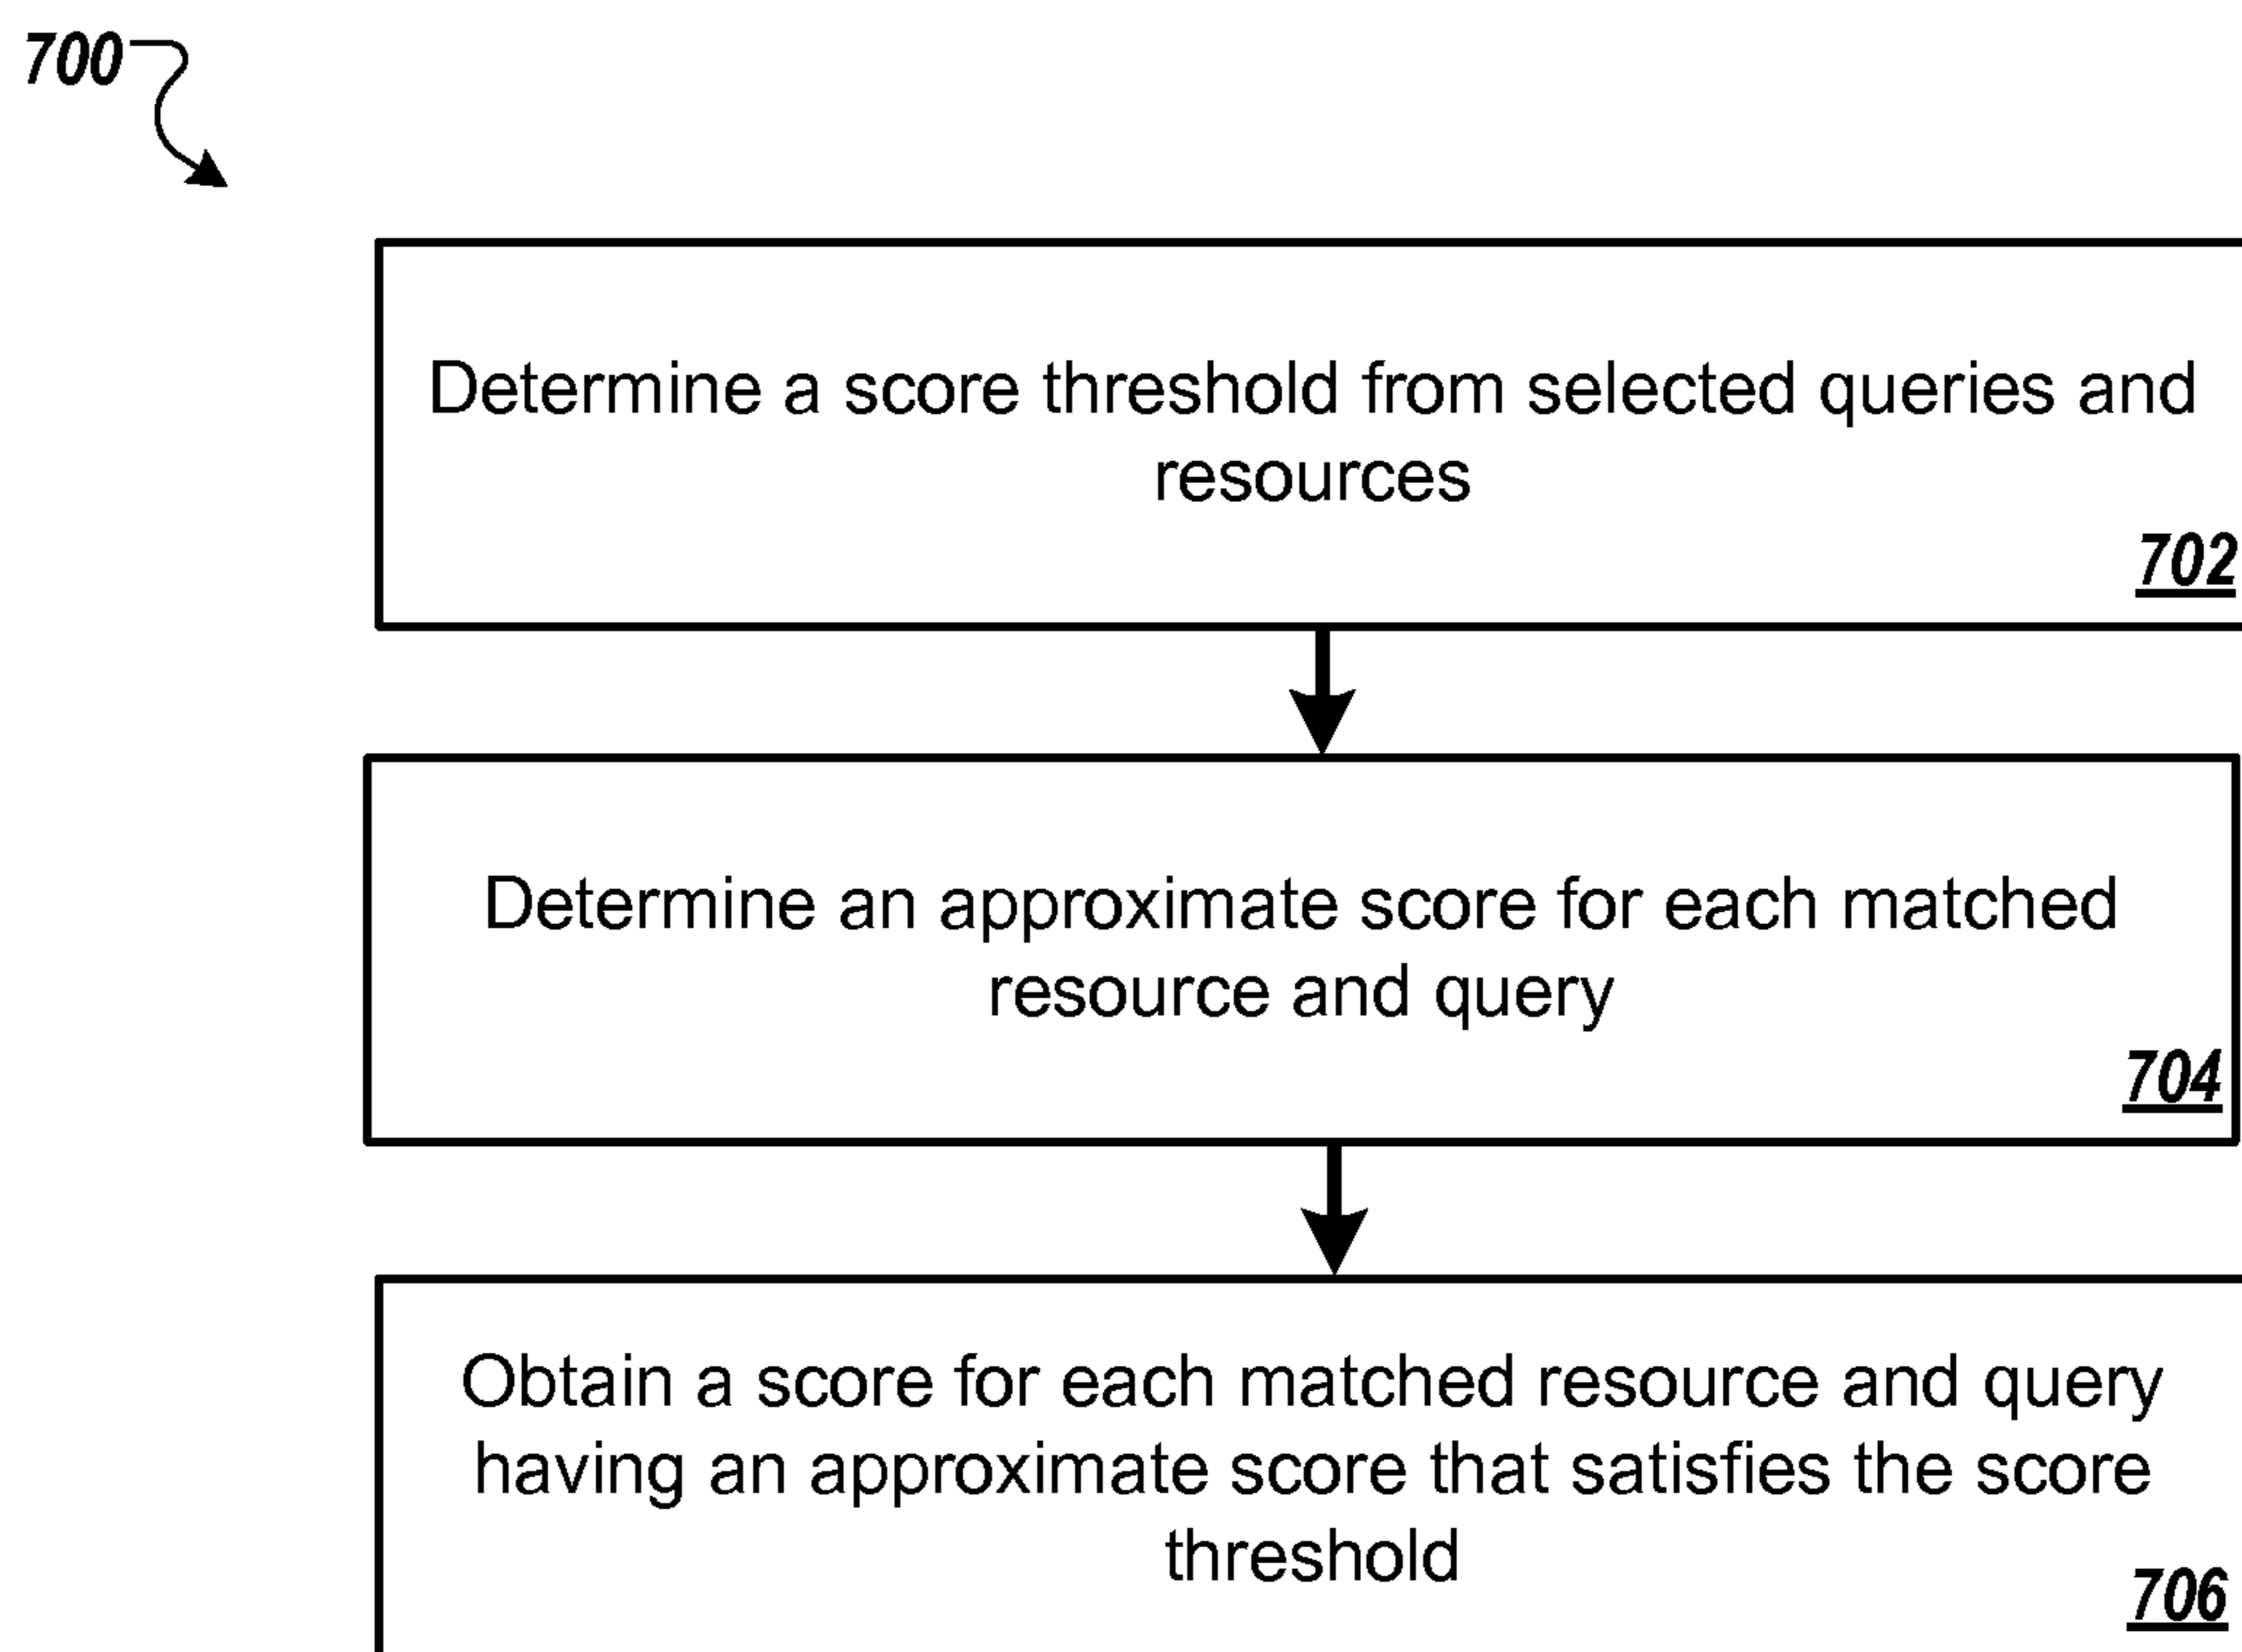 700
Determine a score threshold from selected queries and
resources
702
Determine an approximate score for each matched
resource and query
704
Obtain a score for each matched resource and query
having an approximate score that satisfies the score
threshold
706